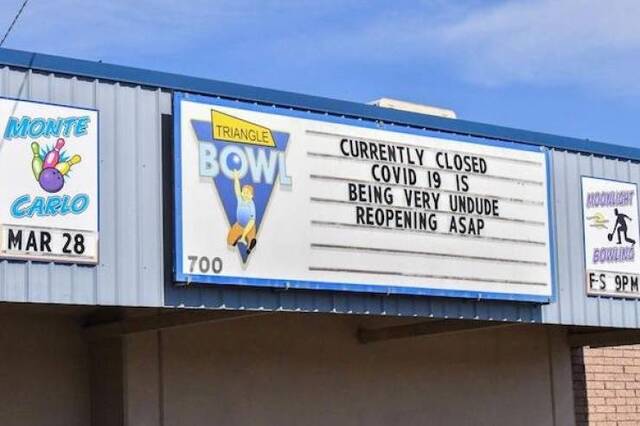 MONTE
CARLO
MAR 28
TRIANGLE
BOWL
700
CURRENTLY CLOSED
COVID 19 IS
BEING VERY UNDUDE
REOPENING ASAP
MOONLIGHT
BOWLING
F-S 9PM